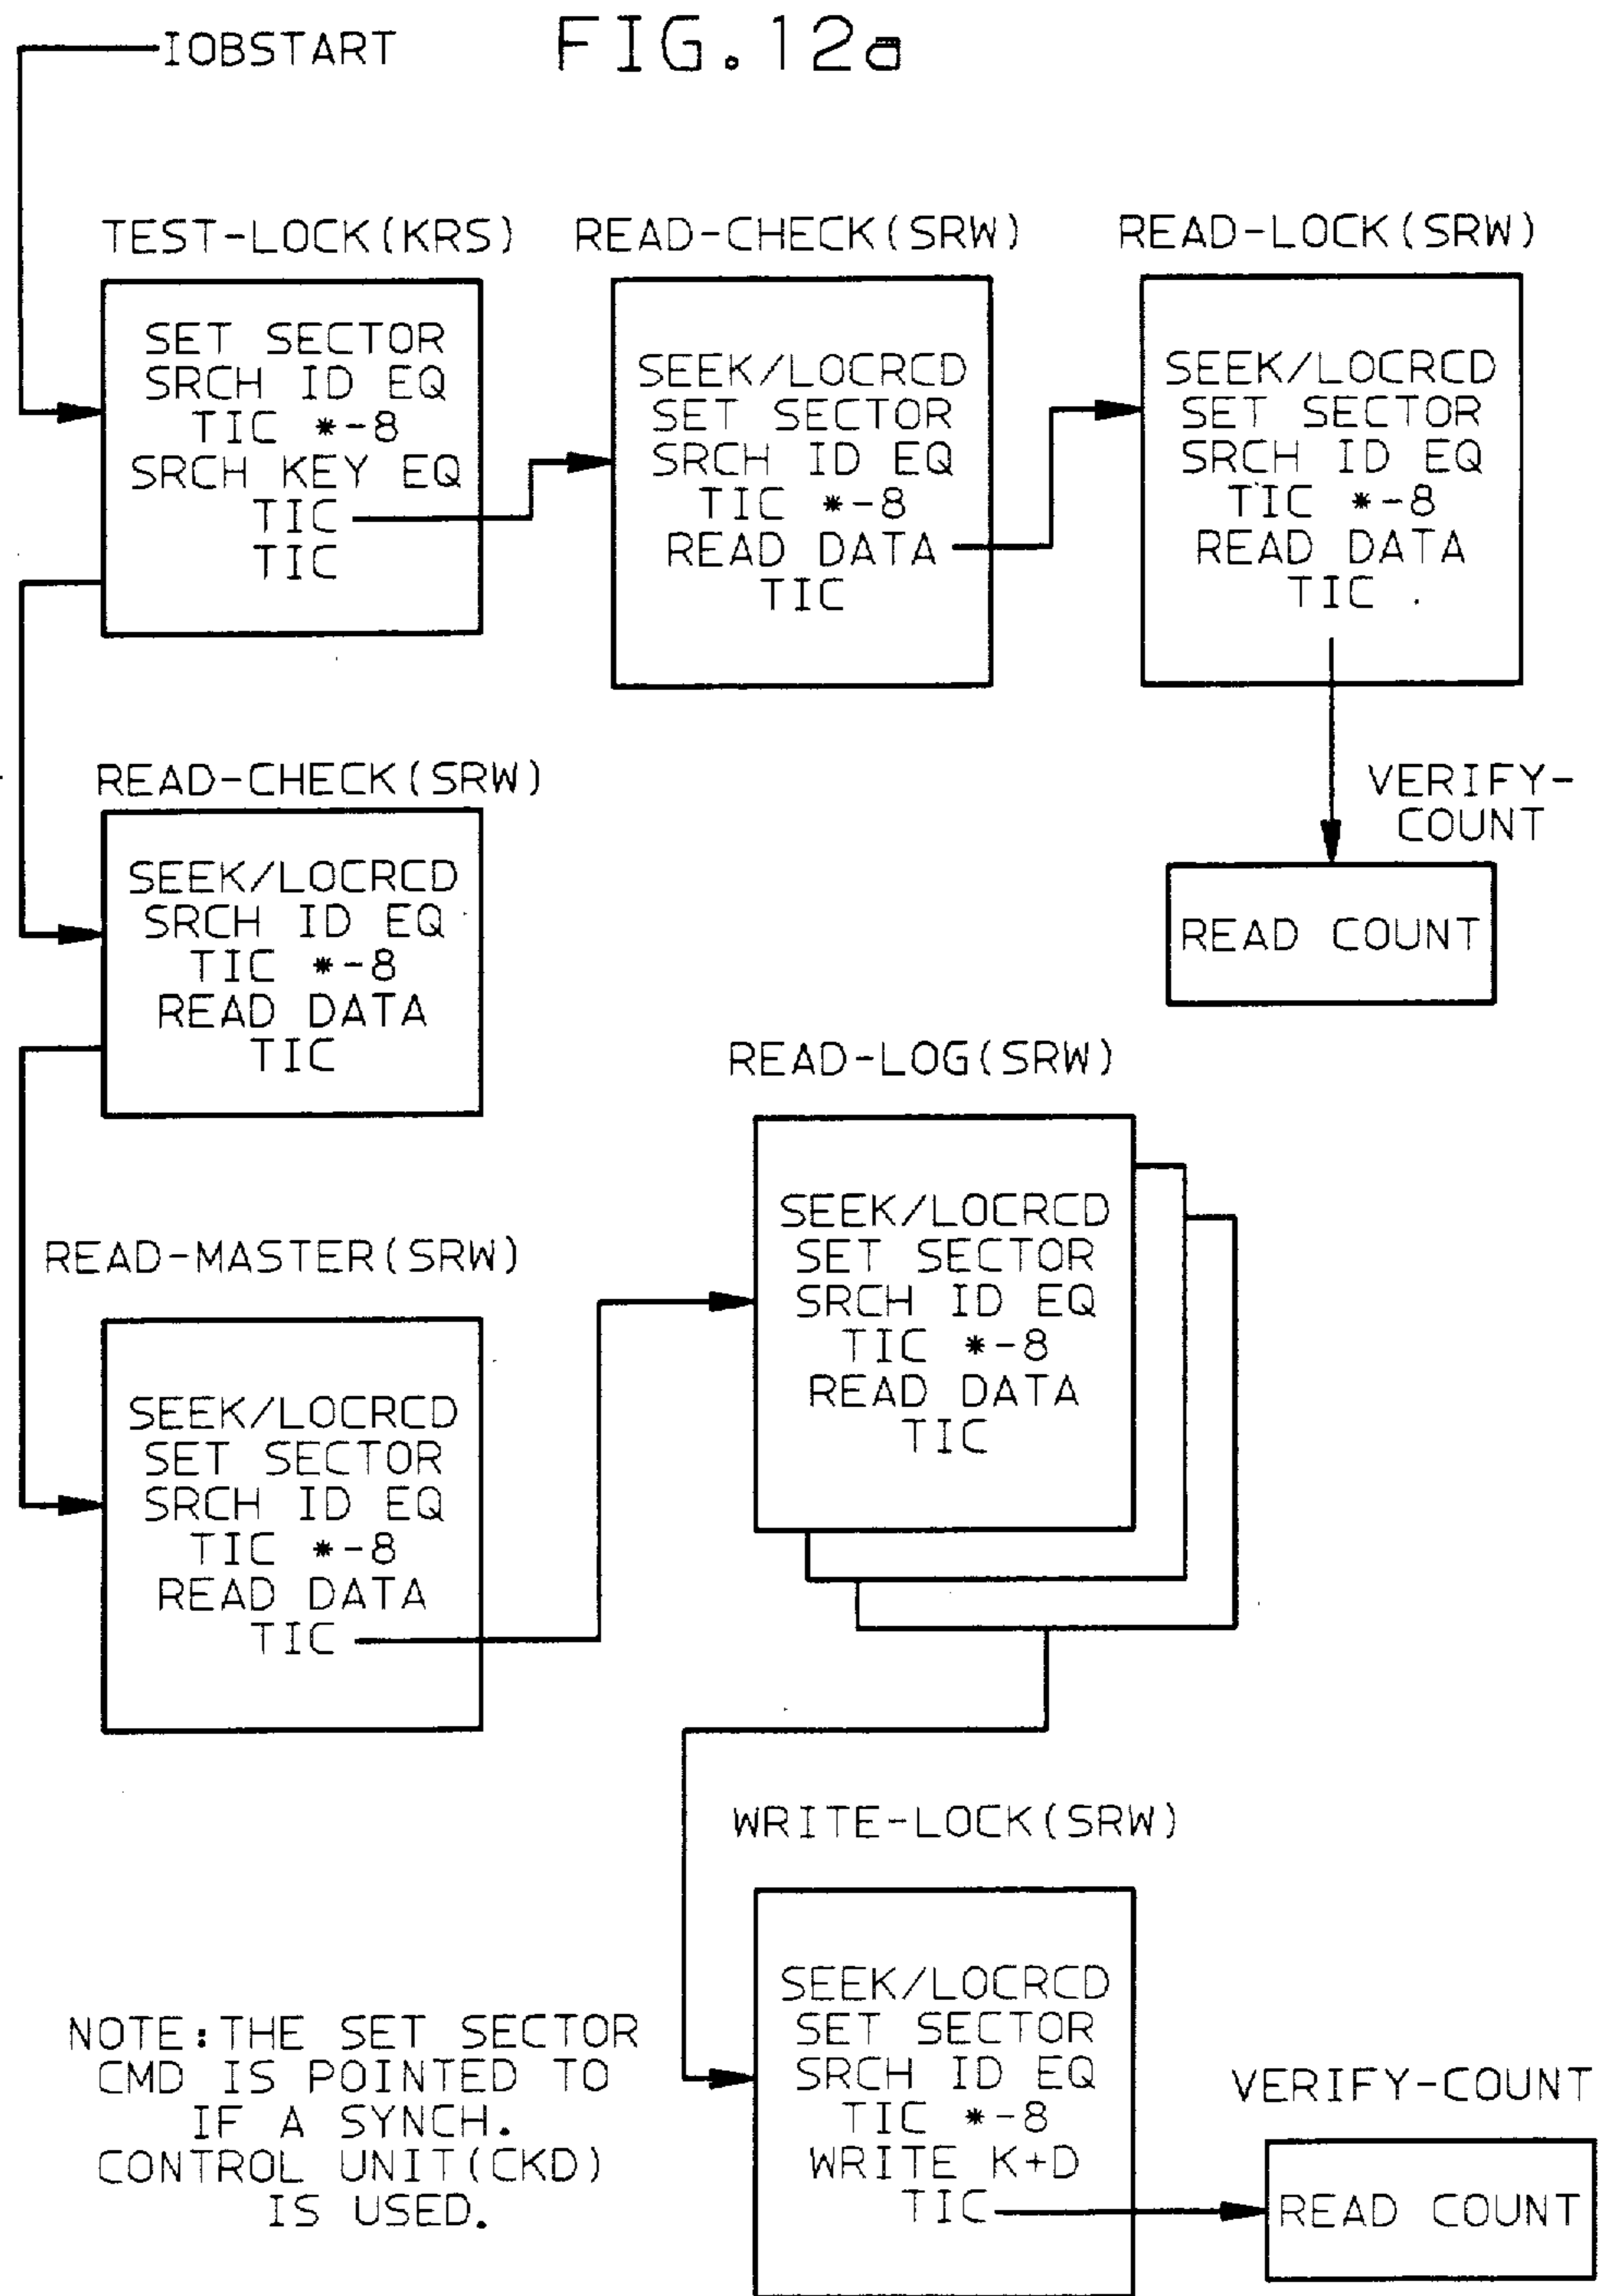 IOBSTART
FIG.12a
TEST-LOCK(KRS)
SET SECTOR
SRCH ID EQ
TIC *-8
SRCH KEY EQ
TIC
TIC
READ-CHECK(SRW)
SEEK/LOCRCD
SET SECTOR
SRCH ID EQ
TIC *-8
READ DATA
TIC
READ-LOCK(SRW)
SEEK/LOCRCD
SET SECTOR
SRCH ID EQ
TIC *-8
READ DATA
TIC
VERIFY-
COUNT
READ COUNT
READ-CHECK(SRW)
SEEK/LOCRCD
SRCH ID EQ
TIC *-8
READ DATA
TIC
READ-MASTER(SRW)
SEEK/LOCRCD
SET SECTOR
SRCH ID EQ
TIC *-8
READ DATA
TIC
READ-LOG(SRW)
SEEK/LOCRCD
SET SECTOR
SRCH ID EQ
TIC *-8
READ DATA
TIC
WRITE-LOCK(SRW)
SEEK/LOCRCD
SET SECTOR
SRCH ID EQ
TIC *-8
WRITE K+D
TIC
VERIFY-COUNT
READ COUNT
NOTE:THE SET SECTOR
CMD IS POINTED TO
IF A SYNCH.
CONTROL UNIT(CKD)
IS USED.